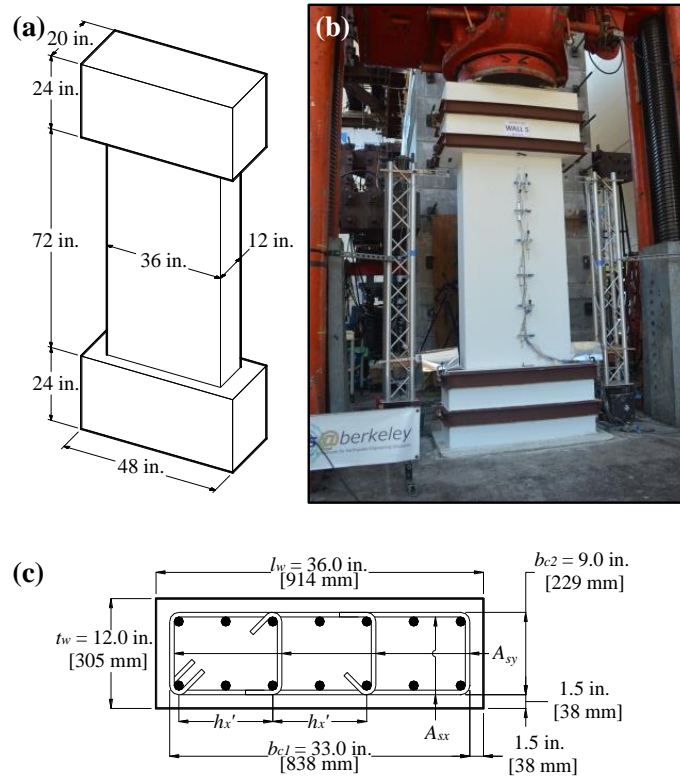 (a)
20 in.
24 in.
72 in.
36 in.
12 in.
24 in.
48 in.
(b)
WALL 5
@berkeley
(c)
lw = 36.0 in.
[914 mm]
bc2 = 9.0 in.
[229 mm]
tw = 12.0 in.
[305 mm]
Asy
hx' hx'
Asx
1.5 in.
[38 mm]
bc1 = 33.0 in.
[838 mm]
1.5 in.
[38 mm]